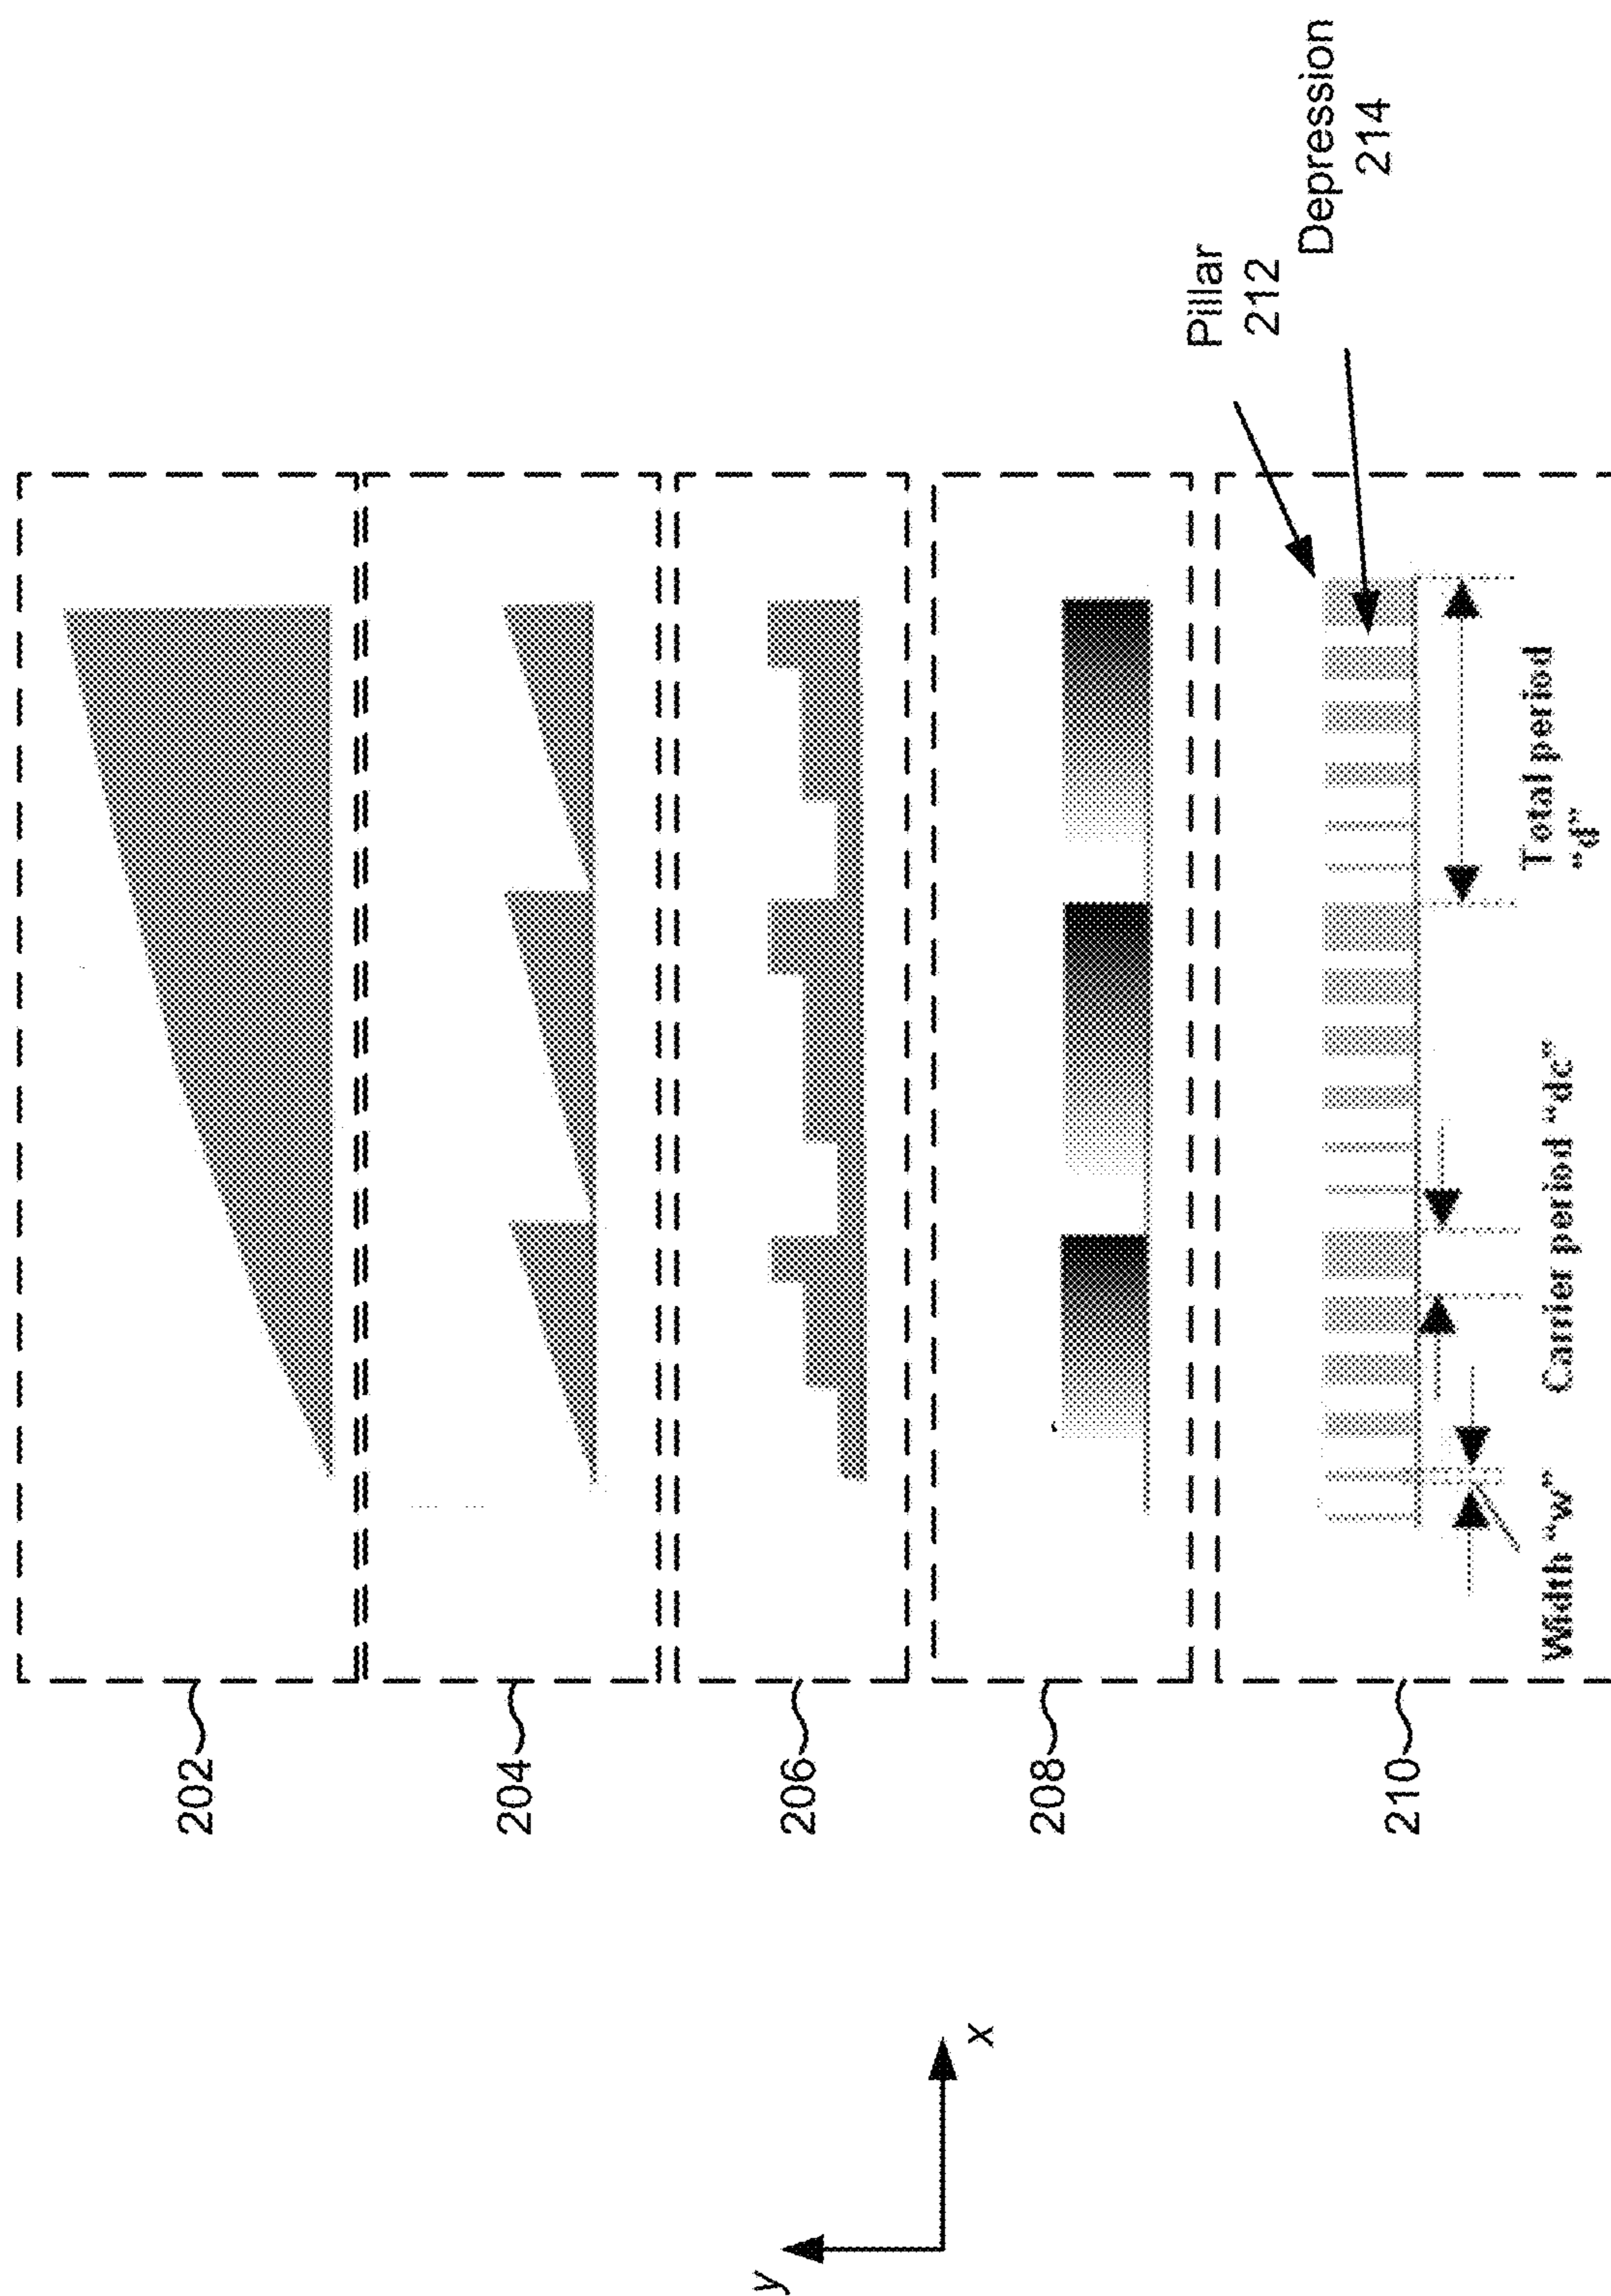 202
204
206
208
210
Pillar
212
Depression
214
Width “w”
Carrier period “dc”
Total period
“d”
y
x